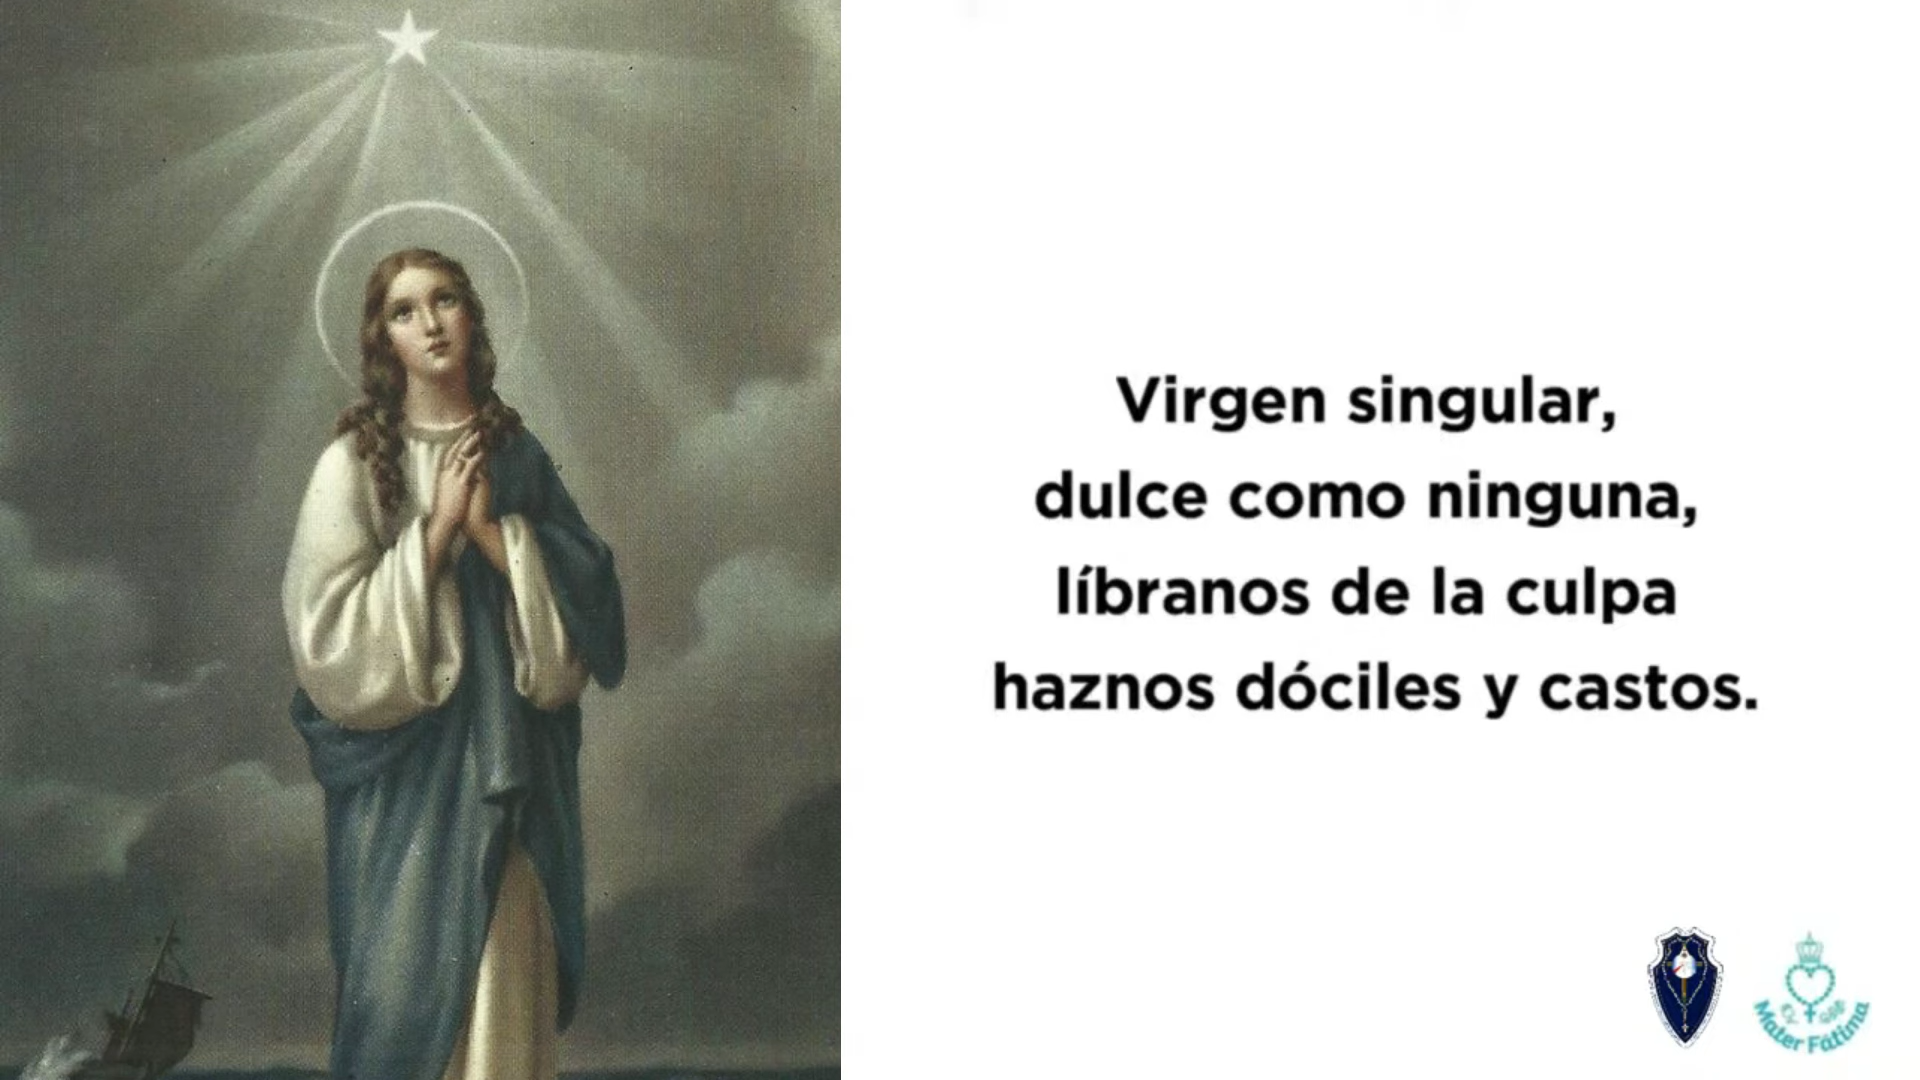 Virgen singular,
dulce como ninguna,
líbranos de la culpa
haznos dóciles y castos.
Mater Fátima